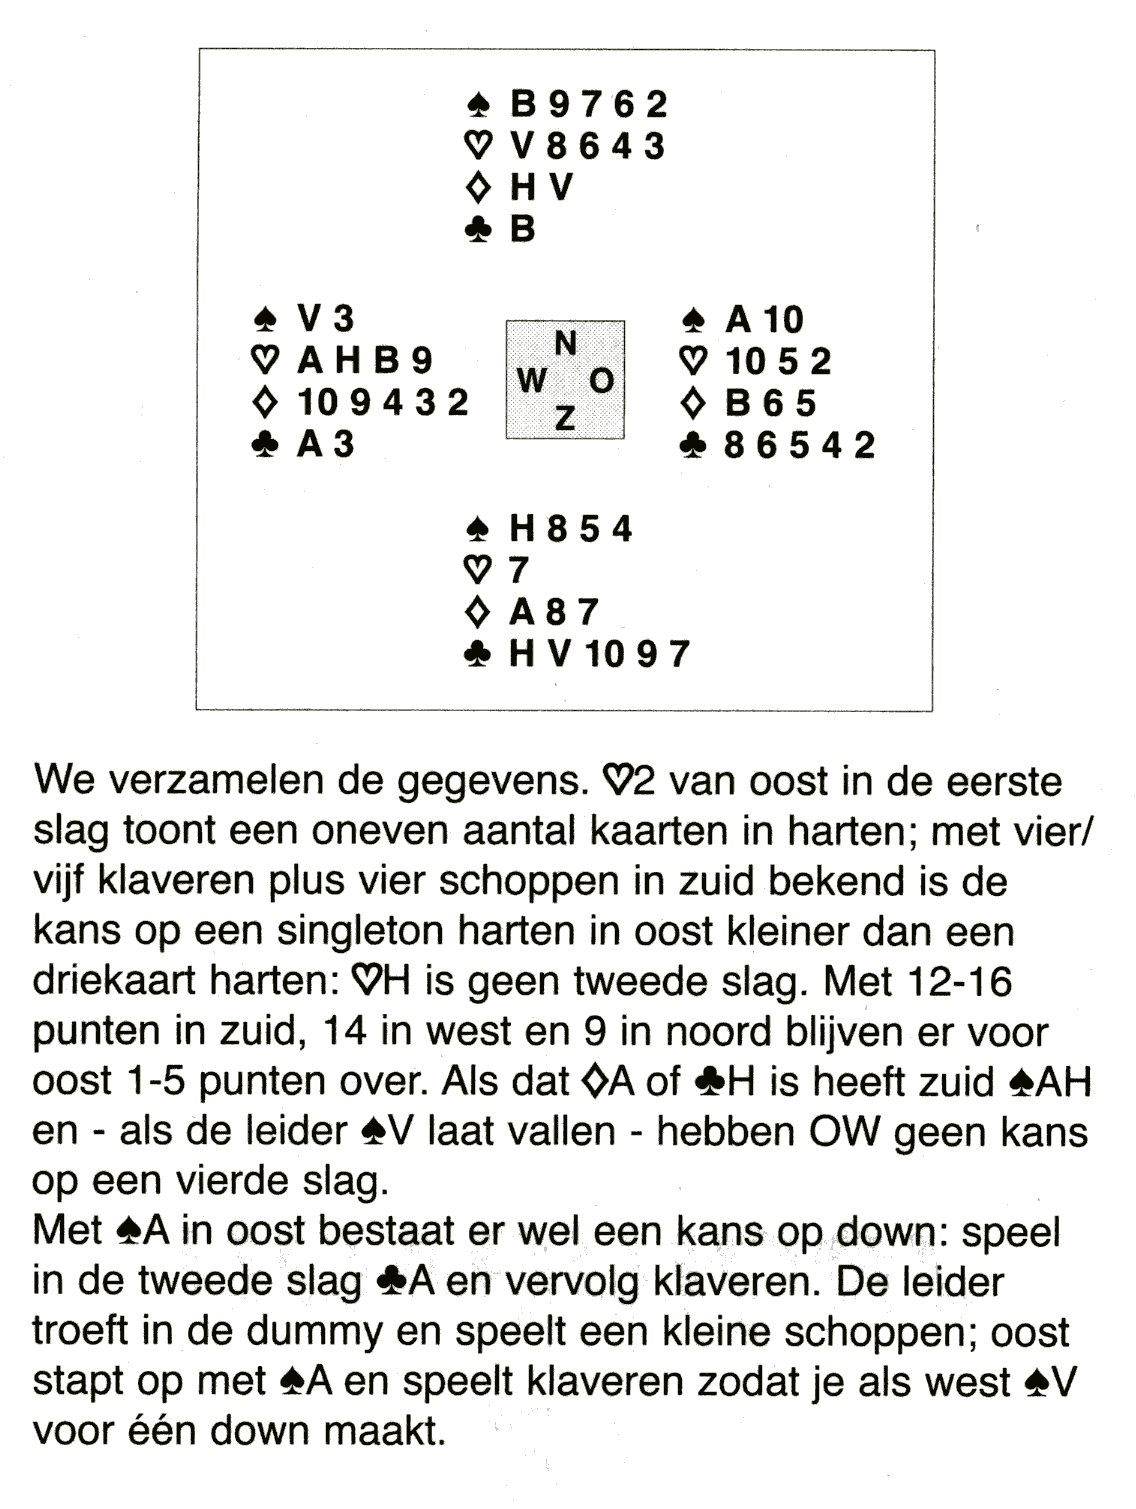 ♠ B 9 7 6 2
♡ V 8 6 4 3
◊ H V
♣ B
♠ V 3
♡ A H B 9
◊ 10 9 4 3 2
♣ A 3
N
W O
Z
♠ A 10
♡ 10 5 2
◊ B 6 5
♣ 8 6 5 4 2
♠ H 8 5 4
♡ 7
◊ A 8 7
♣ H V 10 9 7
We verzamelen de gegevens. ♡2 van oost in de eerste
slag toont een oneven aantal kaarten in harten; met vier/
vijf klaveren plus vier schoppen in zuid bekend is de
kans op een singleton harten in oost kleiner dan een
driekaart harten: ♡H is geen tweede slag. Met 12-16
punten in zuid, 14 in west en 9 in noord blijven er voor
oost 1-5 punten over. Als dat ◊A of ♣H is heeft zuid ♠AH
en - als de leider ♠V laat vallen - hebben OW geen kans
op een vierde slag.
Met ♠A in oost bestaat er wel een kans op down: speel
in de tweede slag ♣A en vervolg klaveren. De leider
troeft in de dummy en speelt een kleine schoppen; oost
stapt op met ♠A en speelt klaveren zodat je als west ♠V
voor één down maakt.